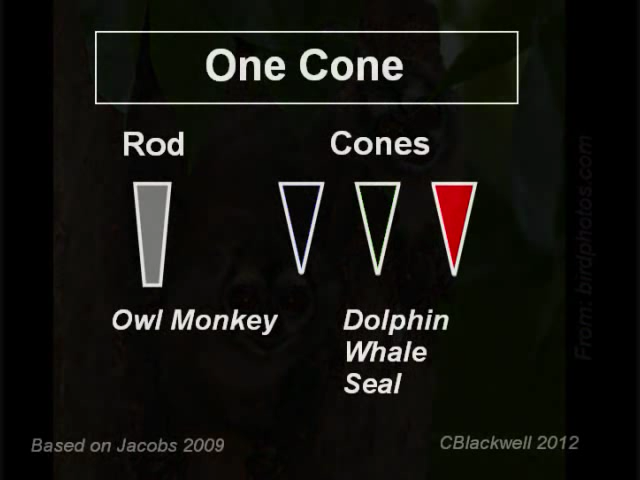 One Cone
Rod
Cones
Owl Monkey
Dolphin
Whale
Seal
Based on Jacobs 2009
CBlackwell 2012
From: birdphotos.com